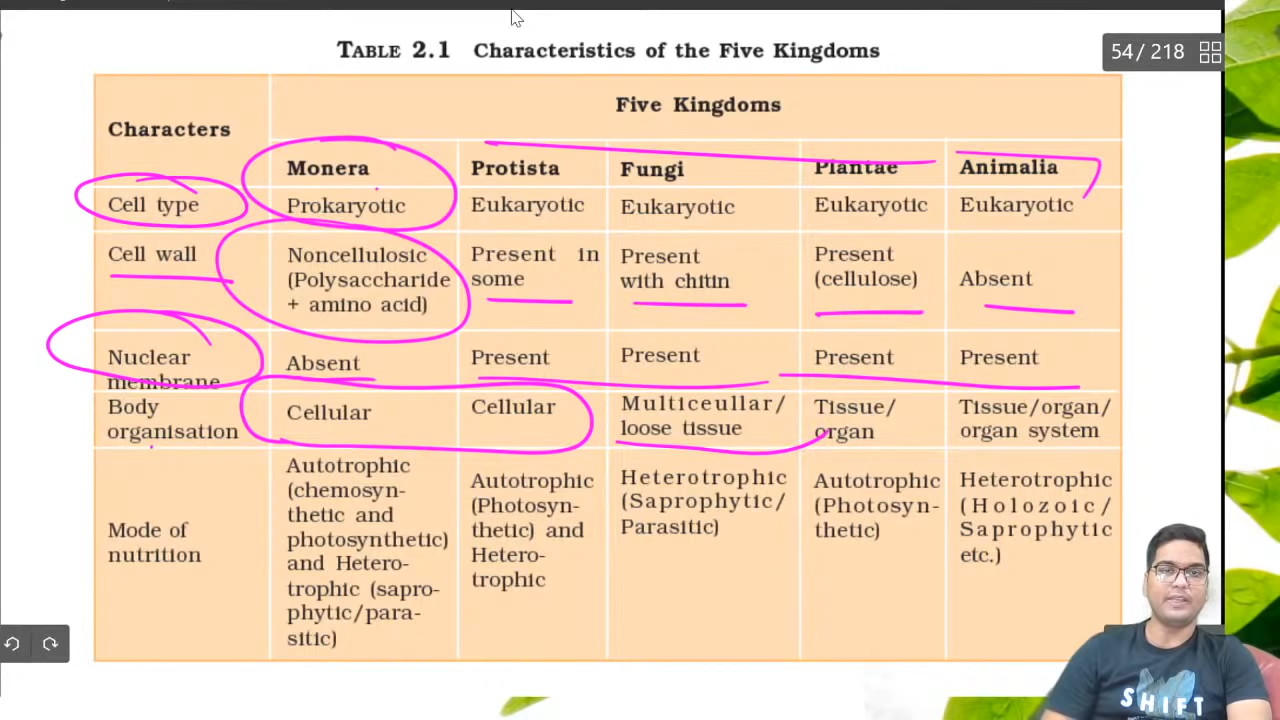 TABLE 2.1 Characteristics of the Five Kingdoms
54 / 218
Characters
Five Kingdoms
Monera Protista Fungi Plantae Animalia
Cell type
Prokaryotic
Eukaryotic
Eukaryotic
Eukaryotic
Eukaryotic
Cell wall
Noncellulosic
(Polysaccharide
+ amino acid)
Present in
some
Present
with chitin
Present
(cellulose)
Absent
Nuclear
membrane
Absent
Present
Present
Present
Present
Body
organisation
Cellular
Cellular
Multiceullar/
loose tissue
Tissue/
organ
Tissue/organ/
organ system
Mode of
nutrition
Autotrophic
(chemosyn-
thetic and
photosynthetic)
and Hetero-
trophic (sapro-
phytic/para-
sitic)
Autotrophic
(Photosyn-
thetic) and
Hetero-
trophic
Heterotrophic
(Saprophytic/
Parasitic)
Autotrophic
(Photosyn-
thetic)
Heterotrophic
(Holozoic/
Saprophytic
etc.)
SHIFT